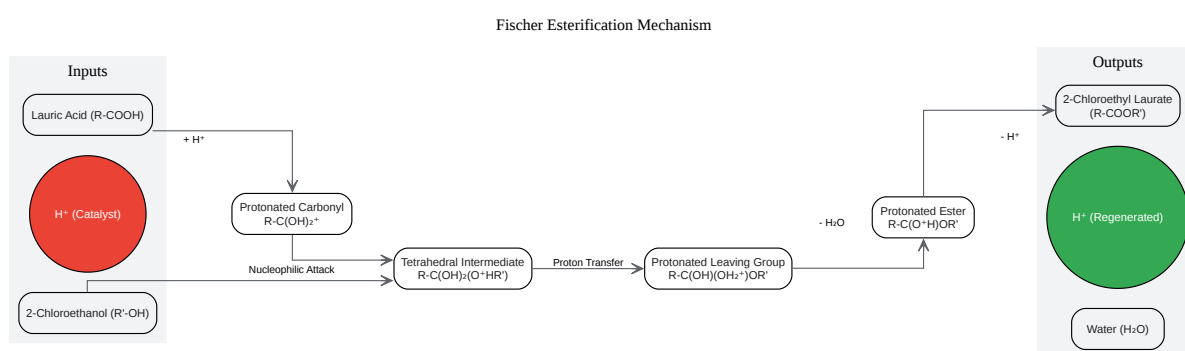 Fischer Esterification Mechanism
Inputs
Lauric Acid (R-COOH)
H⁺ (Catalyst)
2-Chloroethanol (R'-OH)
+ H⁺
Protonated Carbonyl
R-C(OH)₂⁺
Nucleophilic Attack
Tetrahedral Intermediate
R-C(OH)₂(O⁺HR')
Proton Transfer
Protonated Leaving Group
R-C(OH)(OH₂⁺)OR'
- H₂O
Protonated Ester
R-C(O⁺H)OR'
- H⁺
Outputs
2-Chloroethyl Laurate
(R-COOR')
H⁺ (Regenerated)
Water (H₂O)